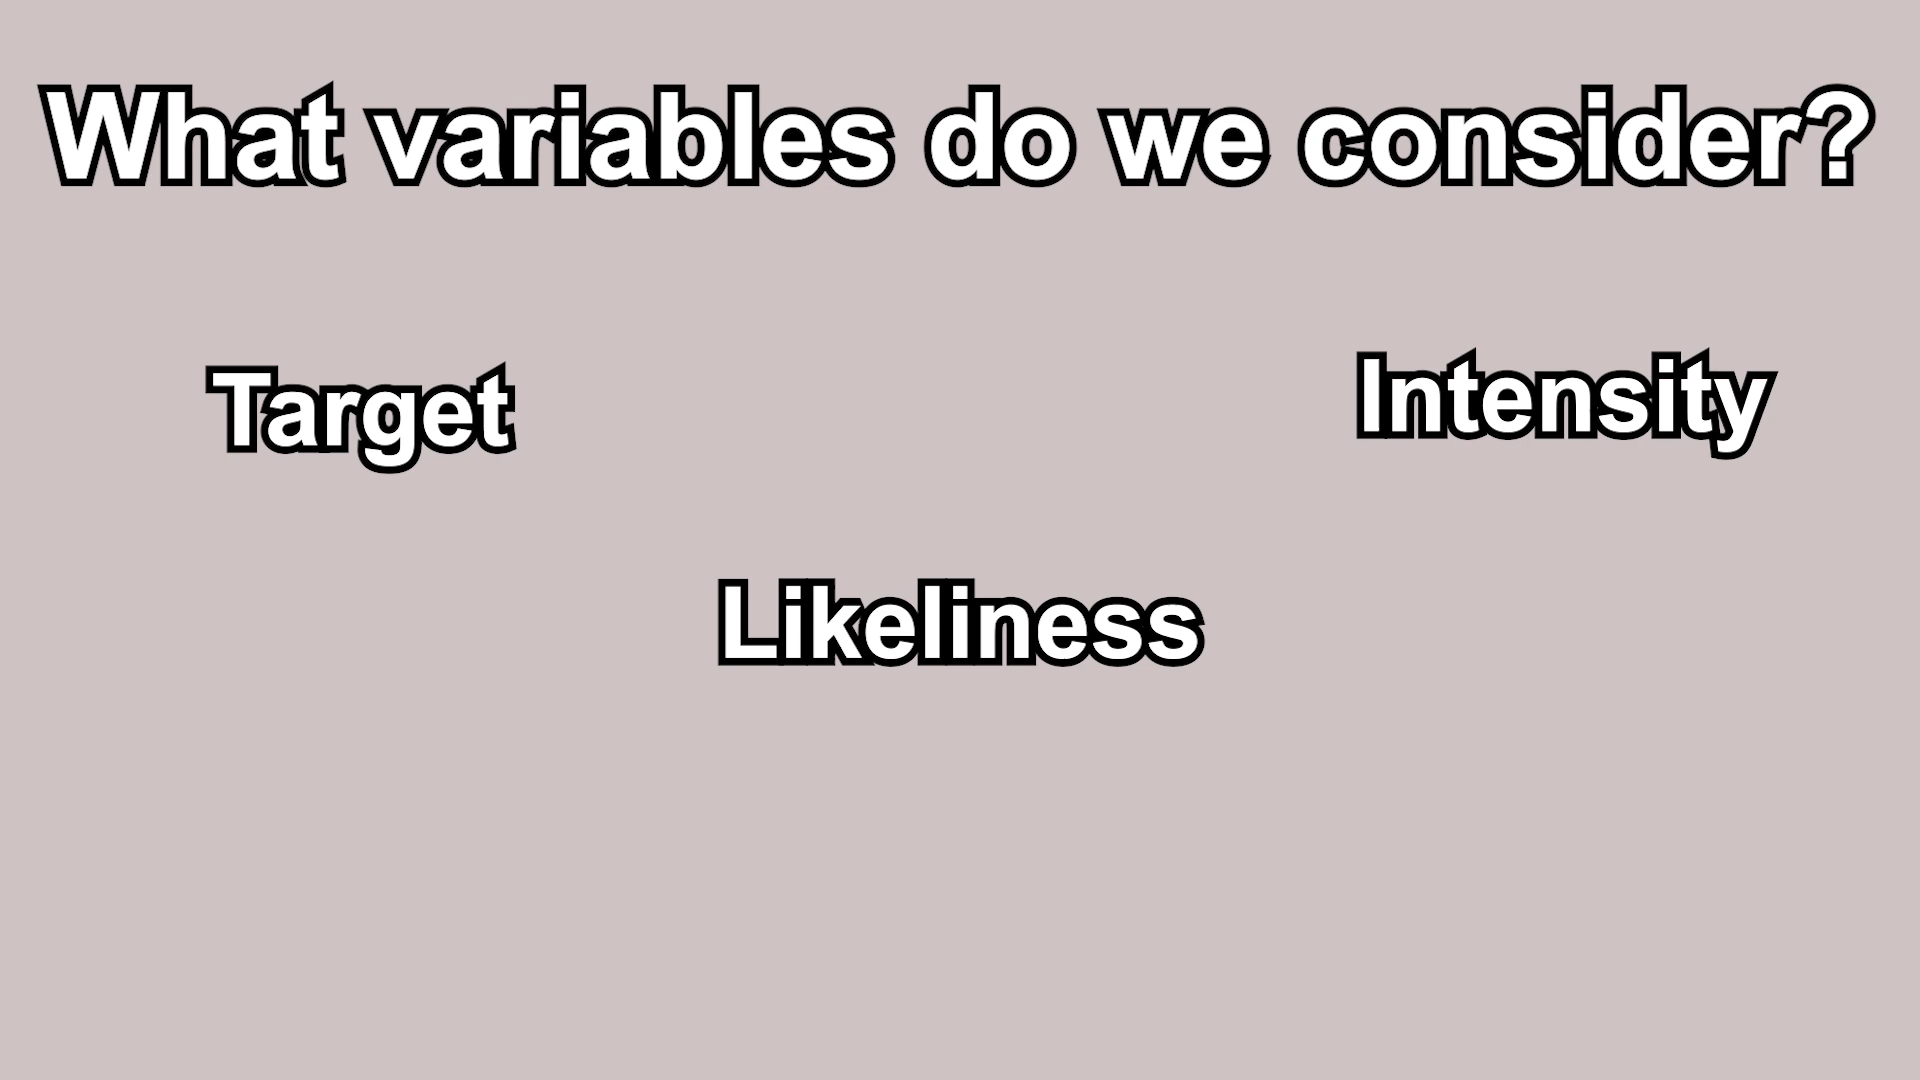 What variables do we consider?
Target
Intensity
Likeliness